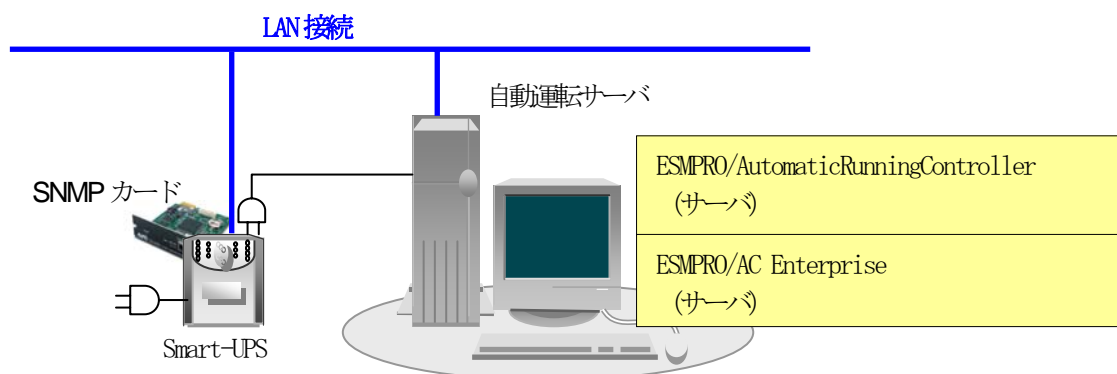 LAN接続
自動運転サーバ
SNMP カード
ESMPRO/AutomaticRunningController
(サーバ)
ESMPRO/AC Enterprise
(サーバ)
Smart-UPS